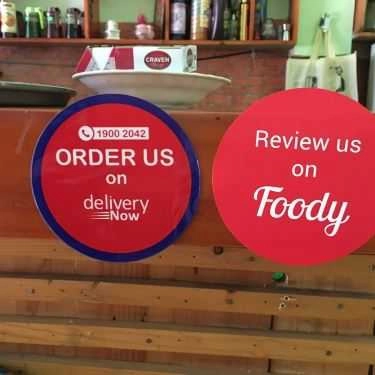 CRAVEN
1900 2042
ORDER US
on
delivery
Now
Review us
on
Foody